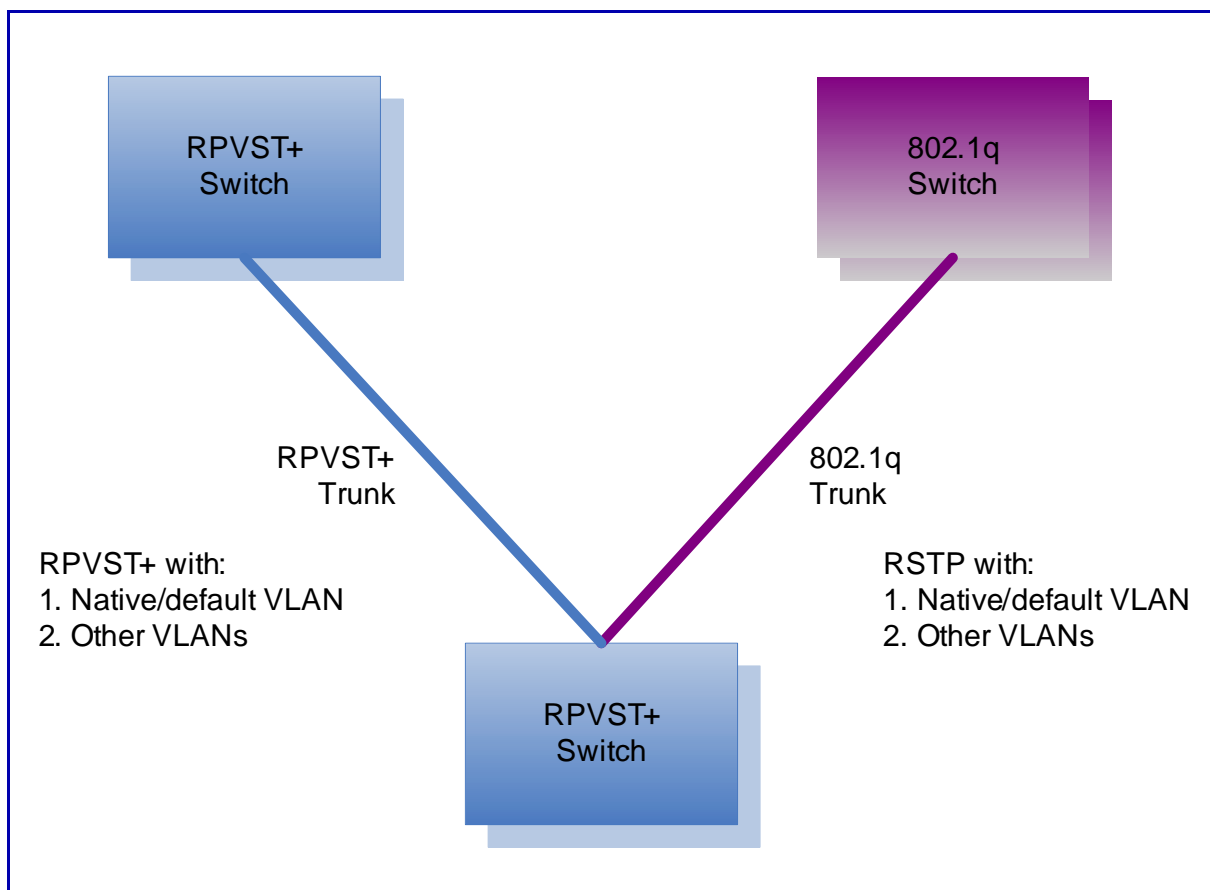 RPVST+
Switch
802.1q
Switch
RPVST+
Trunk
802.1q
Trunk
RPVST+ with:
1. Native/default VLAN
2. Other VLANs
RSTP with:
1. Native/default VLAN
2. Other VLANs
RPVST+
Switch